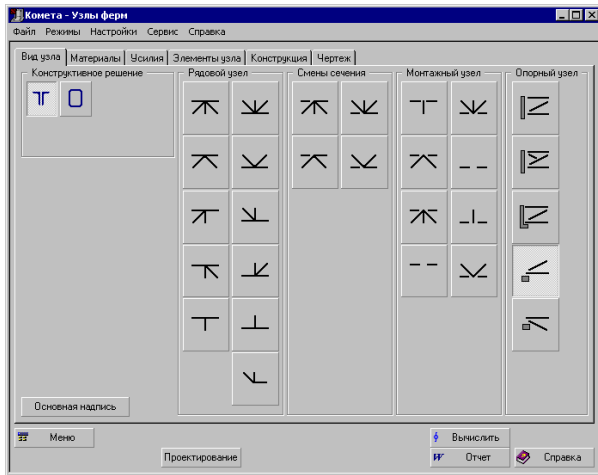 Комета - Узлы ферм
Файл Режимы Настройки Сервис Справка
Вид узла Материалы Усилия Элементы узла Конструкция Чертеж
Конструктивное решение Рядовой узел Смены сечения Монтажный узел Опорный узел
Основная надпись
Меню Вычислить
Проектирование Отчет Справка